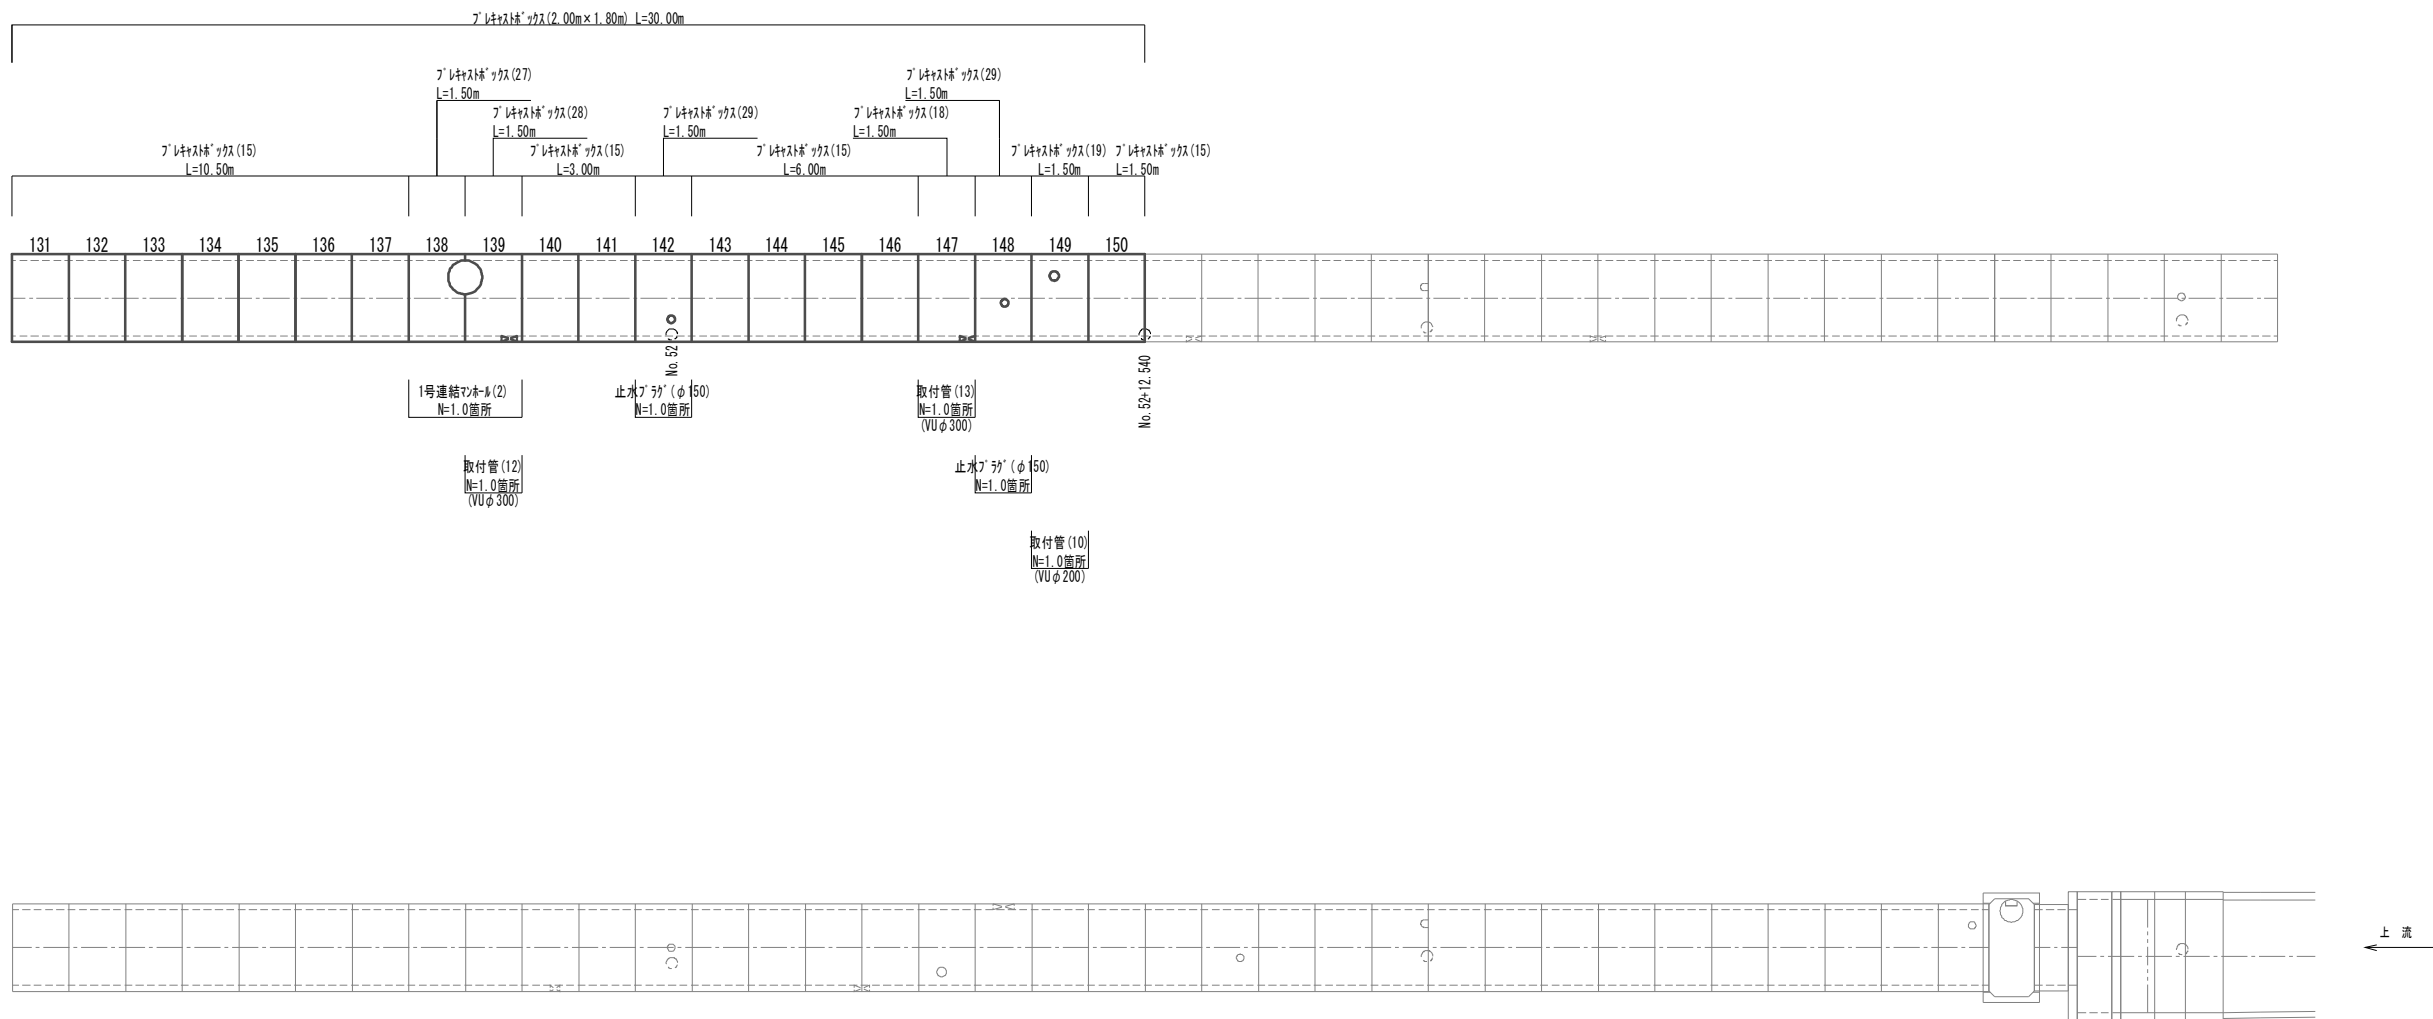 プレキャストボックス(2.00m×1.80m) L=30.00m
プレキャストボックス(27)
L=1.50m
プレキャストボックス(29)
L=1.50m
プレキャストボックス(28)
L=1.50m
プレキャストボックス(29)
L=1.50m
プレキャストボックス(18)
L=1.50m
プレキャストボックス(15)
L=10.50m
プレキャストボックス(15)
L=3.00m
プレキャストボックス(15)
L=6.00m
プレキャストボックス(19)
L=1.50m
プレキャストボックス(15)
L=1.50m
131 132 133 134 135 136 137 138 139 140 141 142 143 144 145 146 147 148 149 150
No.52
No.52+12.540
1号連結マンホール(2)
N=1.0箇所
止水プラグ(φ150)
N=1.0箇所
取付管(13)
N=1.0箇所
(VUφ300)
取付管(12)
N=1.0箇所
(VUφ300)
止水プラグ(φ150)
N=1.0箇所
取付管(10)
N=1.0箇所
(VUφ200)
上 流